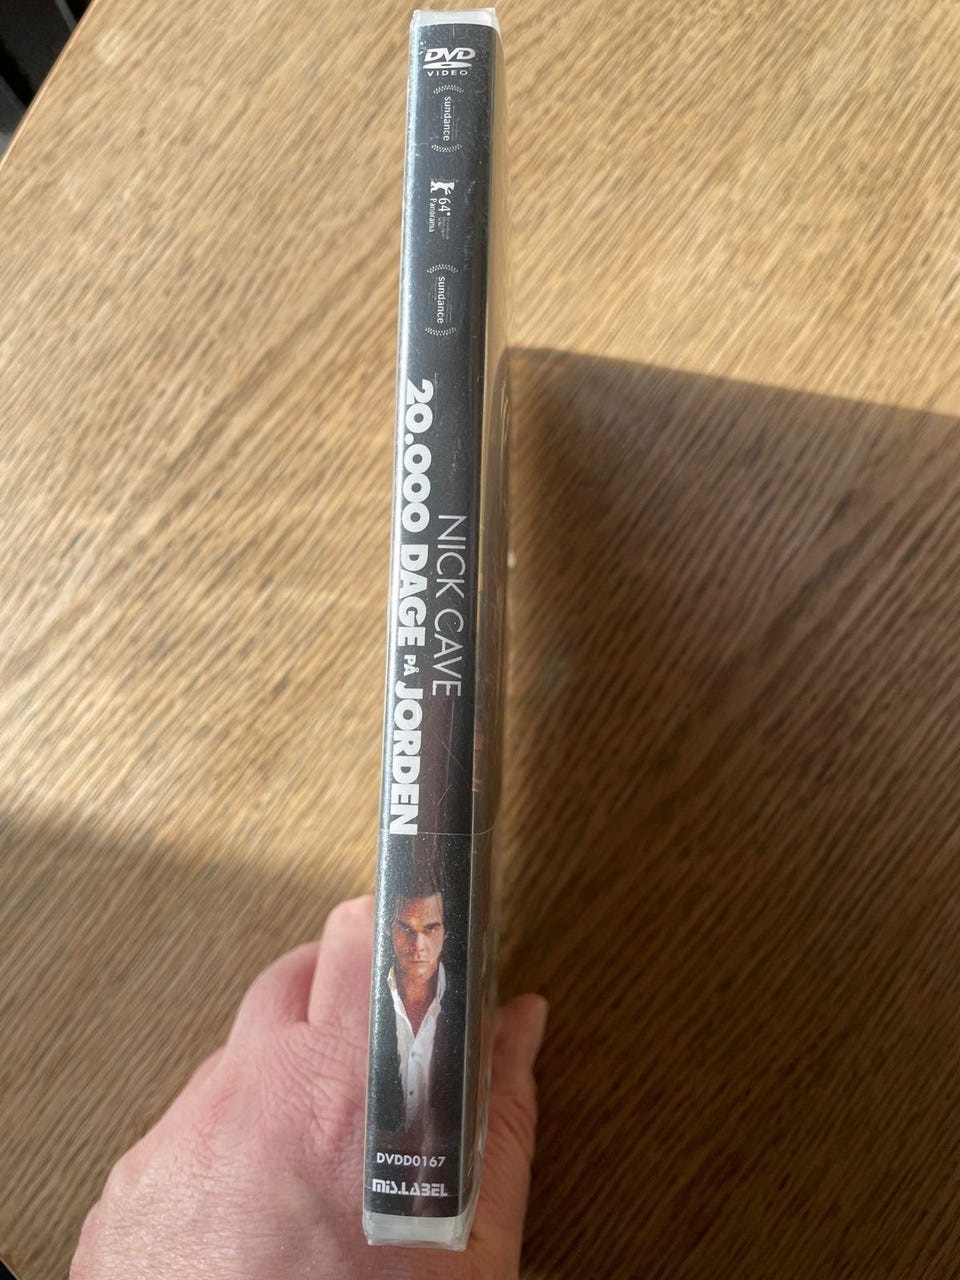 DVD
VIDEO
sundance
64°
Panorama
sundance
NICK CAVE
20.000 DAGE PÅ JORDEN
DVDD0167
MIS.LABEL